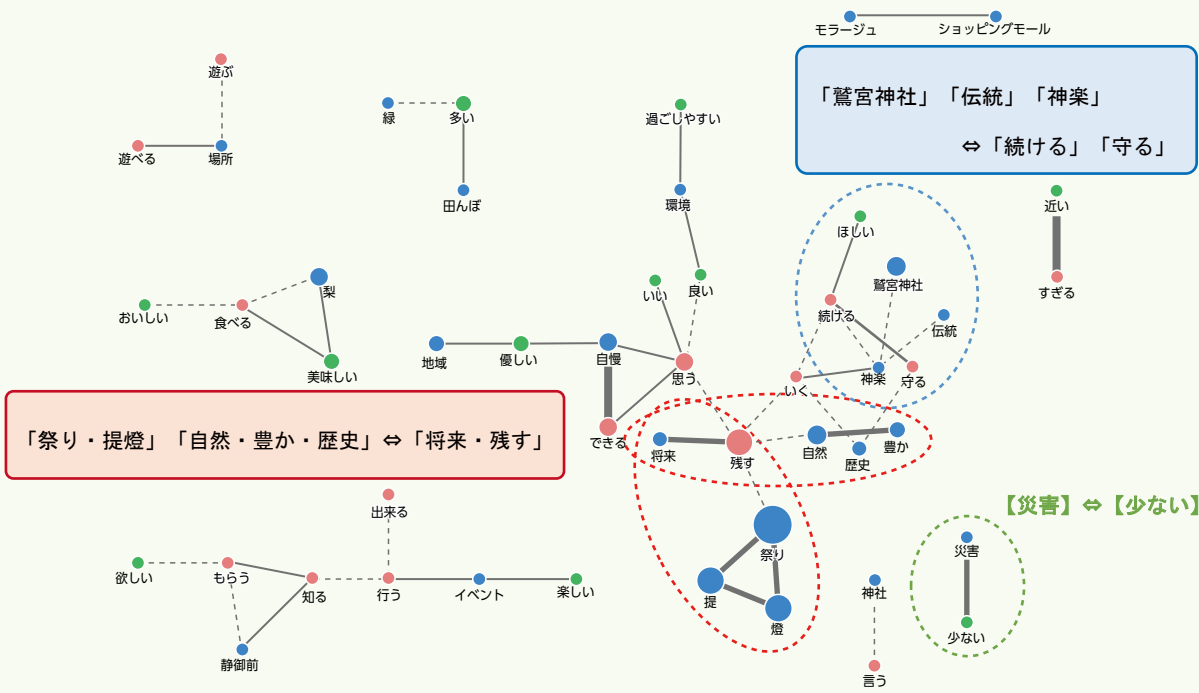 モラージュ
ショッピングモール
遊ぶ
遊べる
場所
緑
多い
田んぼ
過ごしやすい
環境
「鷲宮神社」「伝統」「神楽」
⇔「続ける」「守る」
近い
すぎる
ほしい
鷲宮神社
続ける
伝統
神楽
守る
いく
いい
良い
梨
おいしい
食べる
美味しい
地域
優しい
自慢
思う
できる
「祭り・提燈」「自然・豊か・歴史」⇔「将来・残す」
将来
残す
自然
歴史
豊か
祭り
提
燈
【災害】⇔【少ない】
災害
少ない
神社
言う
出来る
欲しい
もらう
知る
行う
イベント
楽しい
静御前